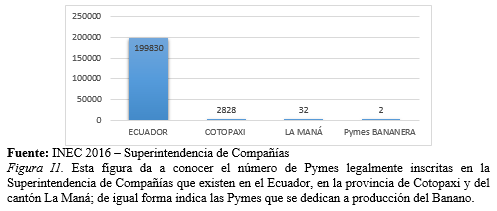 250000
200000
150000
100000
50000
0
199830
2828
32
2
ECUADOR
COTOPAXI
LA MANÁ
Pymes BANANERA
Fuente: INEC 2016 – Superintendencia de Compañías
Figura 11. Esta figura da a conocer el número de Pymes legalmente inscritas en la
Superintendencia de Compañías que existen en el Ecuador, en la provincia de Cotopaxi y del
cantón La Maná; de igual forma indica las Pymes que se dedican a producción del Banano.